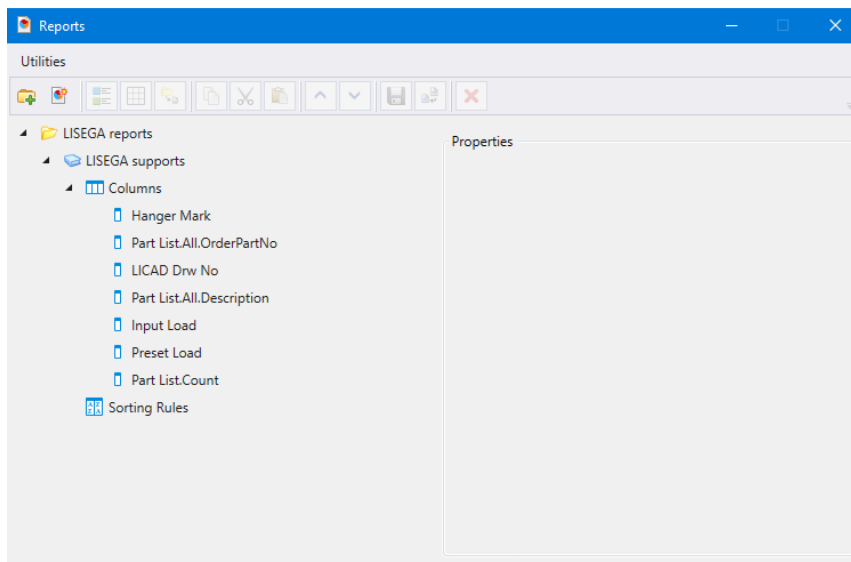 Reports
Utilities
LISEGA reports
LISEGA supports
Columns
Hanger Mark
Part List.All.OrderPartNo
LICAD Drw No
Part List.All.Description
Input Load
Preset Load
Part List.Count
Sorting Rules
Properties